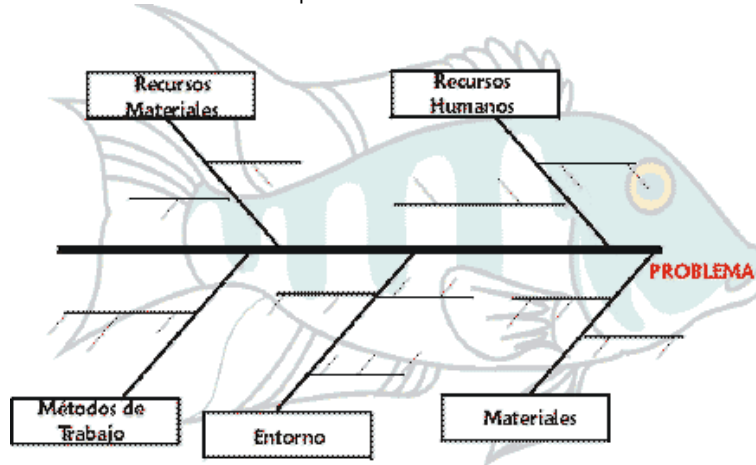 Recursos
Materiales
Recursos
Humanos
PROBLEMA
Métodos de
Trabajo
Entorno
Materiales